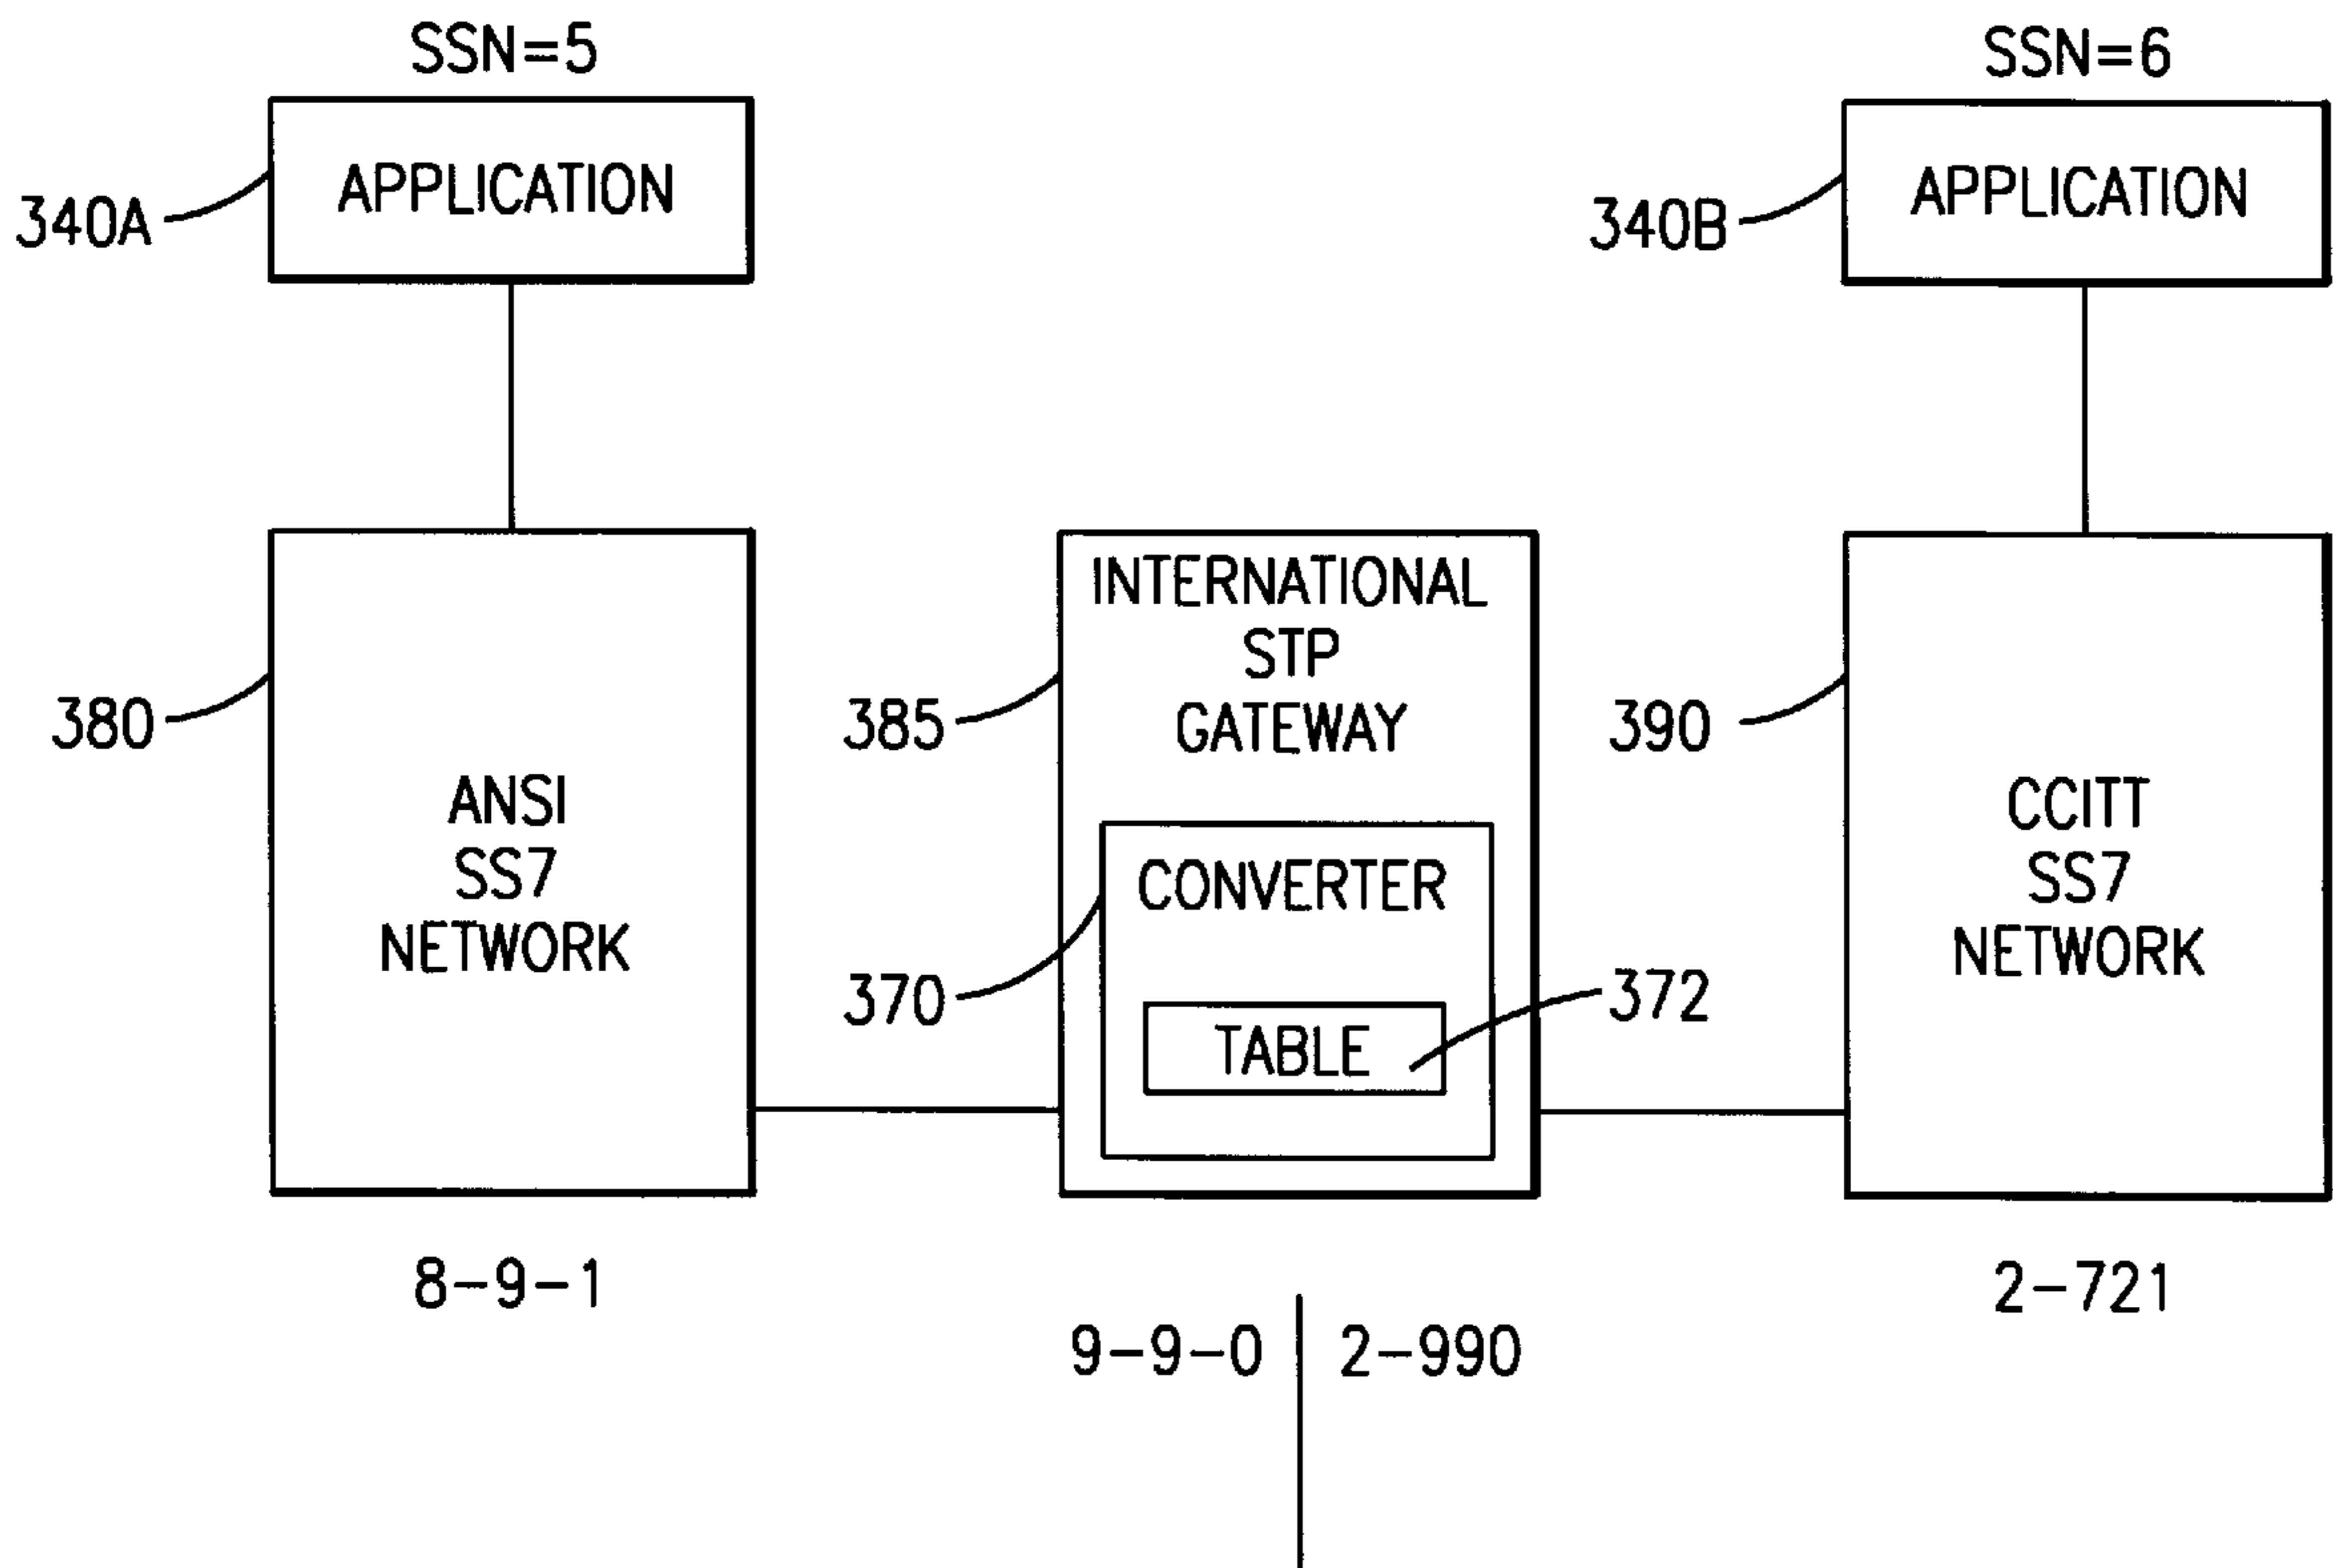 SSN=5
SSN=6
APPLICATION
APPLICATION
340A
340B
INTERNATIONAL
STP
GATEWAY
380
385
390
ANSI
SS7
NETWORK
CONVERTER
CCITT
SS7
NETWORK
370
TABLE
372
8-9-1
2-721
9-9-0
2-990